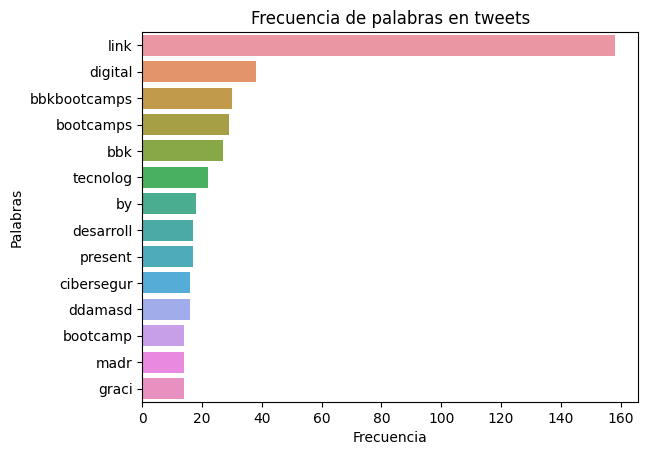 Frecuencia de palabras en tweets
Palabras
link
digital
bbkbootcamps
bootcamps
bbk
tecnolog
by
desarroll
present
cibersegur
ddamasd
bootcamp
madr
graci
0 20 40 60 80 100 120 140 160
Frecuencia